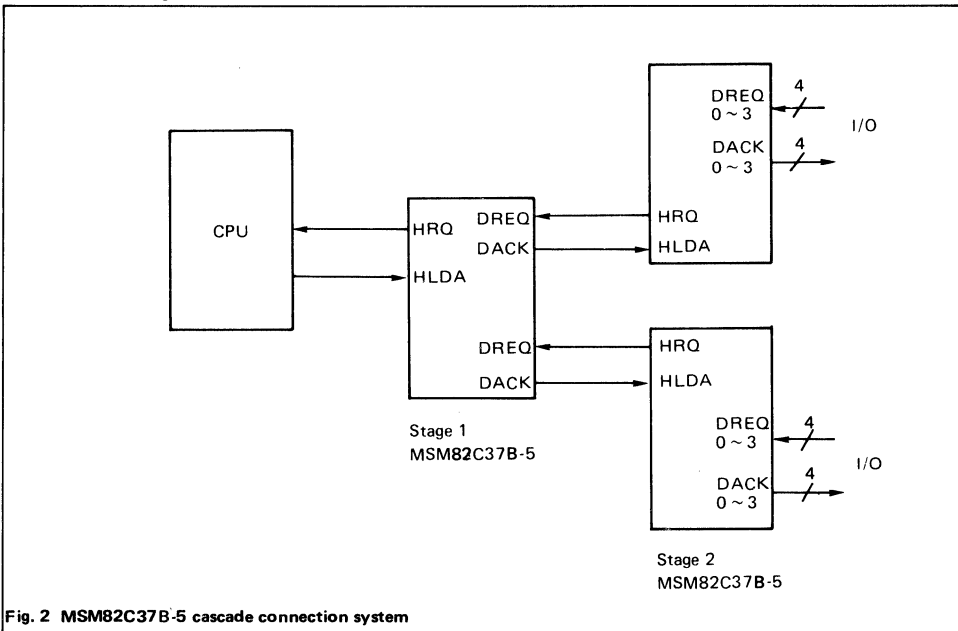 CPU
HRQ
HLDA
DREQ
DACK
DREQ
DACK
Stage 1
MSM82C37B-5
DREQ
0 ~ 3
4
DACK
0 ~ 3
4
I/O
HRQ
HLDA
HRQ
HLDA
DREQ
0 ~ 3
4
DACK
0 ~ 3
4
I/O
Stage 2
MSM82C37B-5
Fig. 2 MSM82C37B-5 cascade connection system